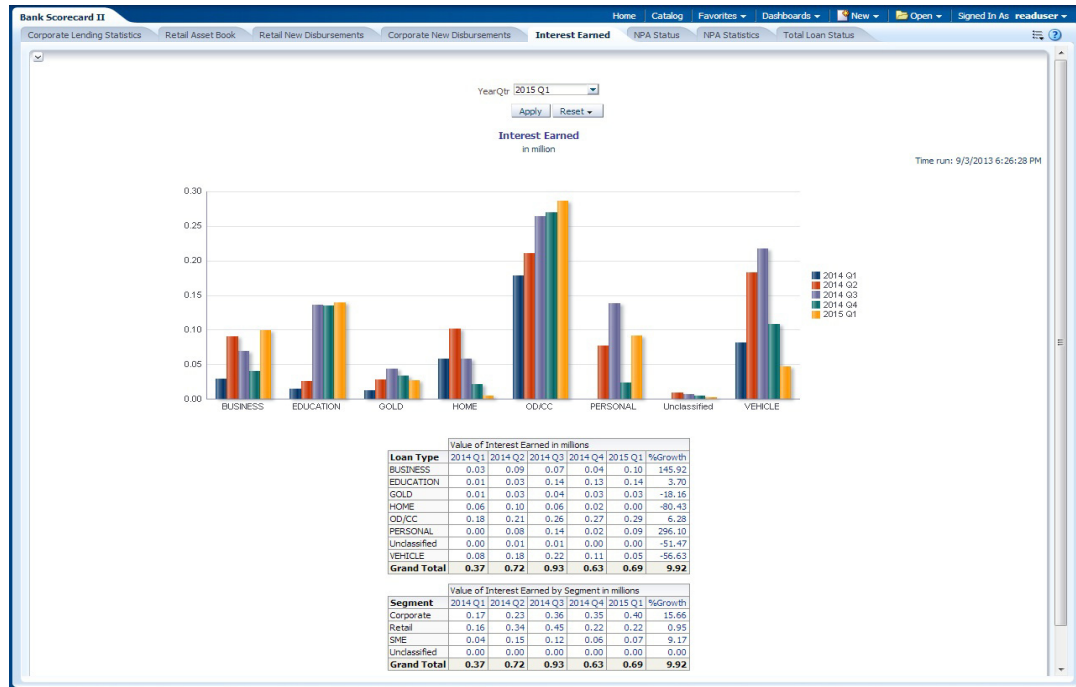 Bank Scorecard II
Home Catalog Favorites Dashboards New Open Signed In As readuser
Corporate Lending Statistics Retail Asset Book Retail New Disbursements Corporate New Disbursements Interest Earned NPA Status NPA Statistics Total Loan Status
YearQtr 2015 Q1
Apply Reset
Interest Earned
in million
Time run: 9/3/2013 6:26:28 PM
0.30
0.25
0.20
0.15
0.10
0.05
0.00
BUSINESS EDUCATION GOLD HOME OD/CC PERSONAL Unclassified VEHICLE
2014 Q1
2014 Q2
2014 Q3
2014 Q4
2015 Q1
Value of Interest Earned in millions
Loan Type 2014 Q1 2014 Q2 2014 Q3 2014 Q4 2015 Q1 %Growth
BUSINESS 0.03 0.09 0.07 0.04 0.10 145.92
EDUCATION 0.01 0.03 0.14 0.13 0.14 3.70
GOLD 0.01 0.03 0.04 0.03 0.03 -18.16
HOME 0.06 0.10 0.06 0.02 0.00 -80.43
OD/CC 0.18 0.21 0.26 0.27 0.29 6.28
PERSONAL 0.00 0.08 0.14 0.02 0.09 296.10
Unclassified 0.00 0.01 0.01 0.00 0.00 -51.47
VEHICLE 0.08 0.18 0.22 0.11 0.05 -56.63
Grand Total 0.37 0.72 0.93 0.63 0.69 9.92
Value of Interest Earned by Segment in millions
Segment 2014 Q1 2014 Q2 2014 Q3 2014 Q4 2015 Q1 %Growth
Corporate 0.17 0.23 0.36 0.35 0.40 15.66
Retail 0.16 0.34 0.45 0.22 0.22 0.95
SME 0.04 0.15 0.12 0.06 0.07 9.17
Unclassified 0.00 0.00 0.00 0.00 0.00 0.00
Grand Total 0.37 0.72 0.93 0.63 0.69 9.92